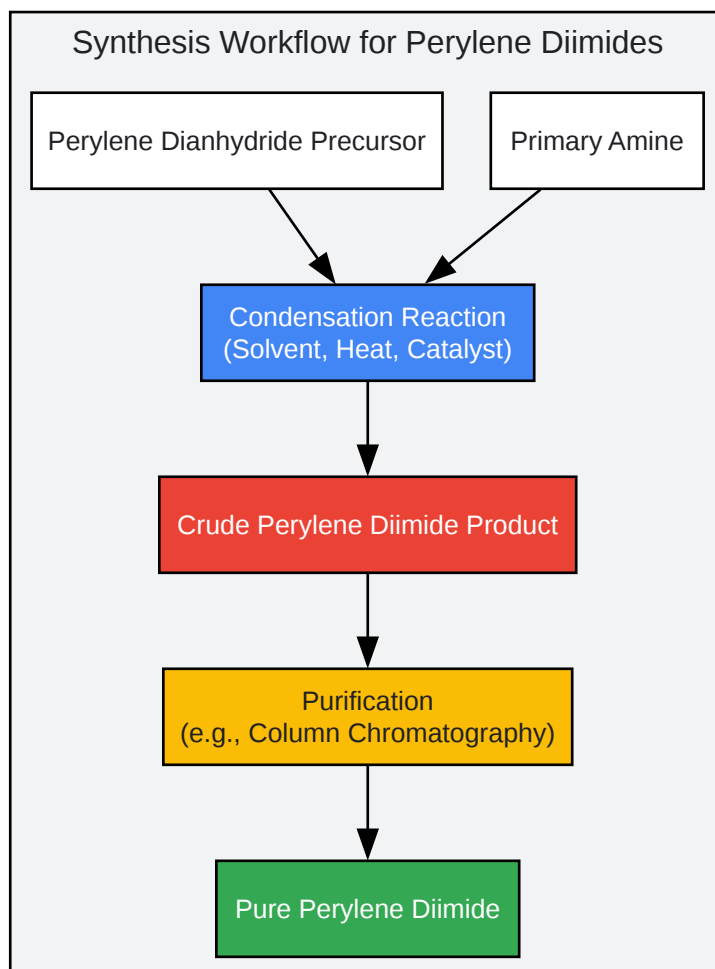 Synthesis Workflow for Perylene Diimides
Perylene Dianhydride Precursor
Primary Amine
Condensation Reaction
(Solvent, Heat, Catalyst)
Crude Perylene Diimide Product
Purification
(e.g., Column Chromatography)
Pure Perylene Diimide